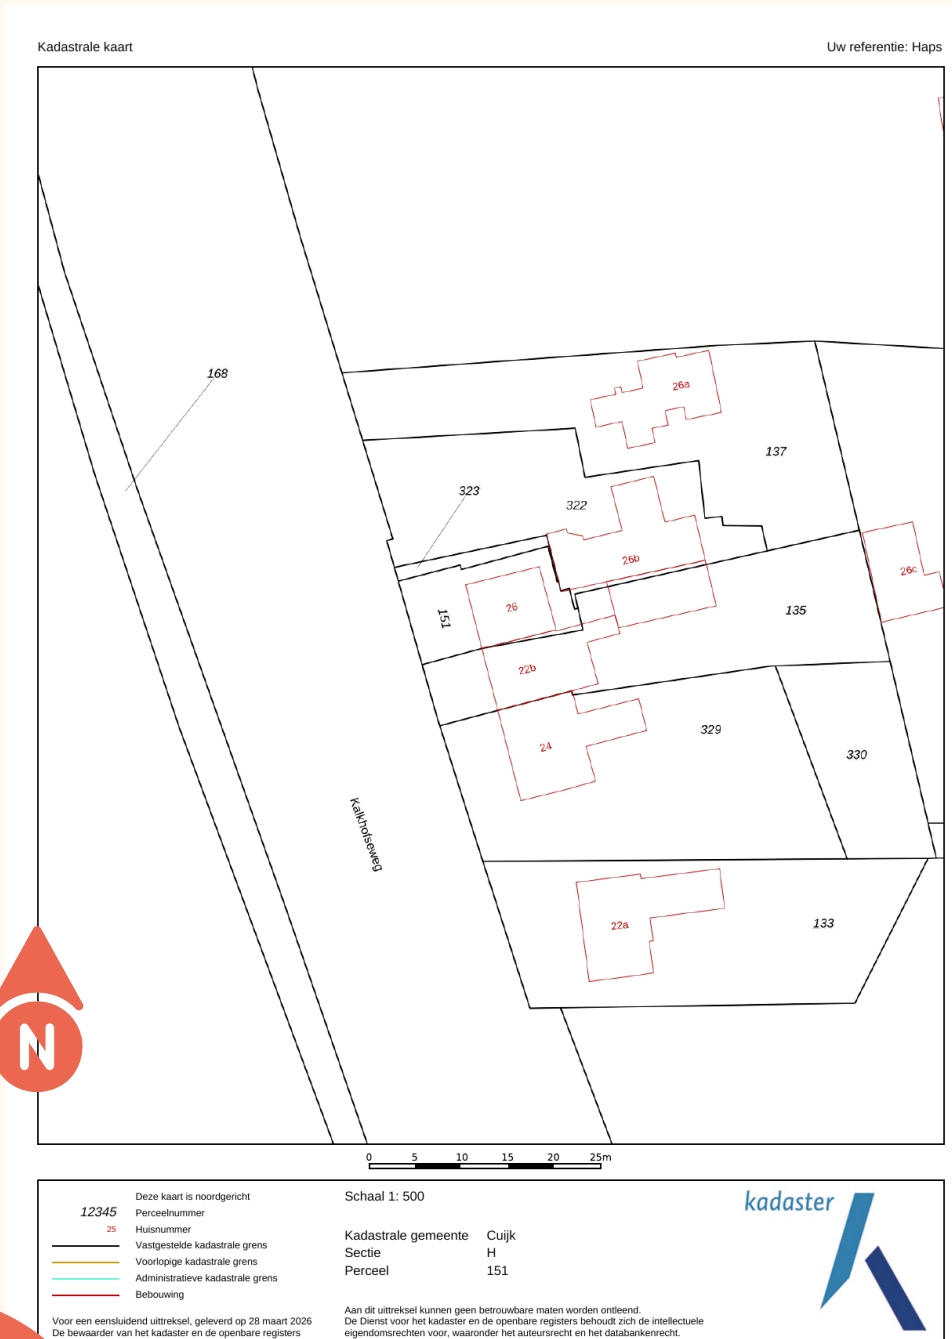 Kadastrale kaart
Uw referentie: Haps
168
26a
137
323
322
26b
26c
26
151
135
22b
329
24
330
Kalkhofseweg
22a
133
N
0 5 10 15 20 25m
Deze kaart is noordgericht
12345 Perceelnummer
25 Huisnummer
Vastgestelde kadastrale grens
Voorlopige kadastrale grens
Administratieve kadastrale grens
Bebouwing
Voor een eensluidend uittreksel, geleverd op 28 maart 2026
De bewaarder van het kadaster en de openbare registers
Schaal 1: 500
Kadastrale gemeente Cuijk
Sectie H
Perceel 151
Aan dit uittreksel kunnen geen betrouwbare maten worden ontleend.
De Dienst voor het kadaster en de openbare registers behoudt zich de intellectuele
eigendomsrechten voor, waaronder het auteursrecht en het databankenrecht.
kadaster